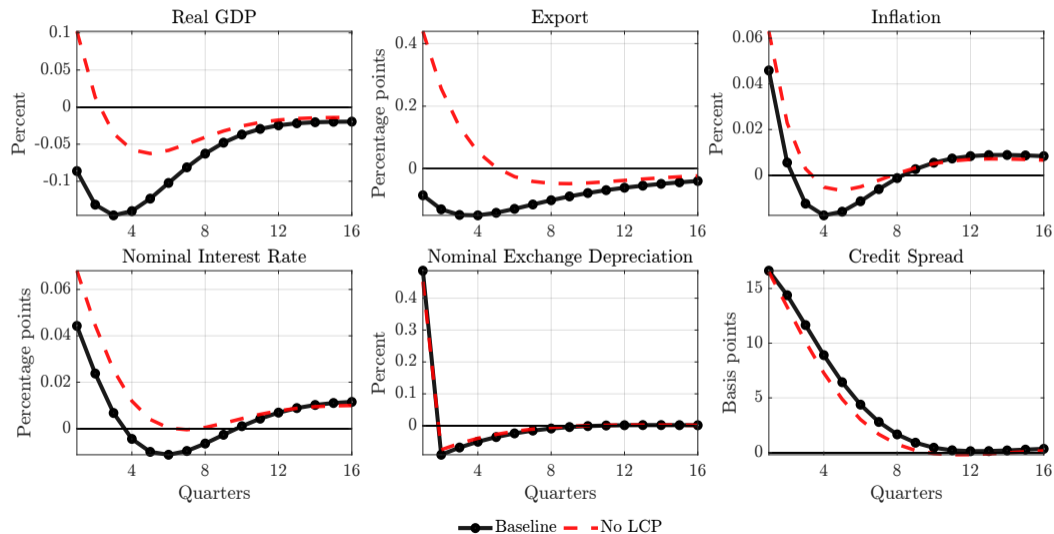 Real GDP
Export
Inflation
Percent
0.1
0.05
0
-0.05
-0.1
4 8 12 16
Percentage points
0.4
0.2
0
4 8 12 16
0.06
0.04
0.02
0
4 8 12 16
Nominal Interest Rate
Nominal Exchange Depreciation
Credit Spread
Percentage points
0.06
0.04
0.02
0
4 8 12 16
Quarters
Percent
0.4
0.3
0.2
0.1
0
4 8 12 16
Quarters
Basis points
15
10
5
0
4 8 12 16
Quarters
Baseline No LCP